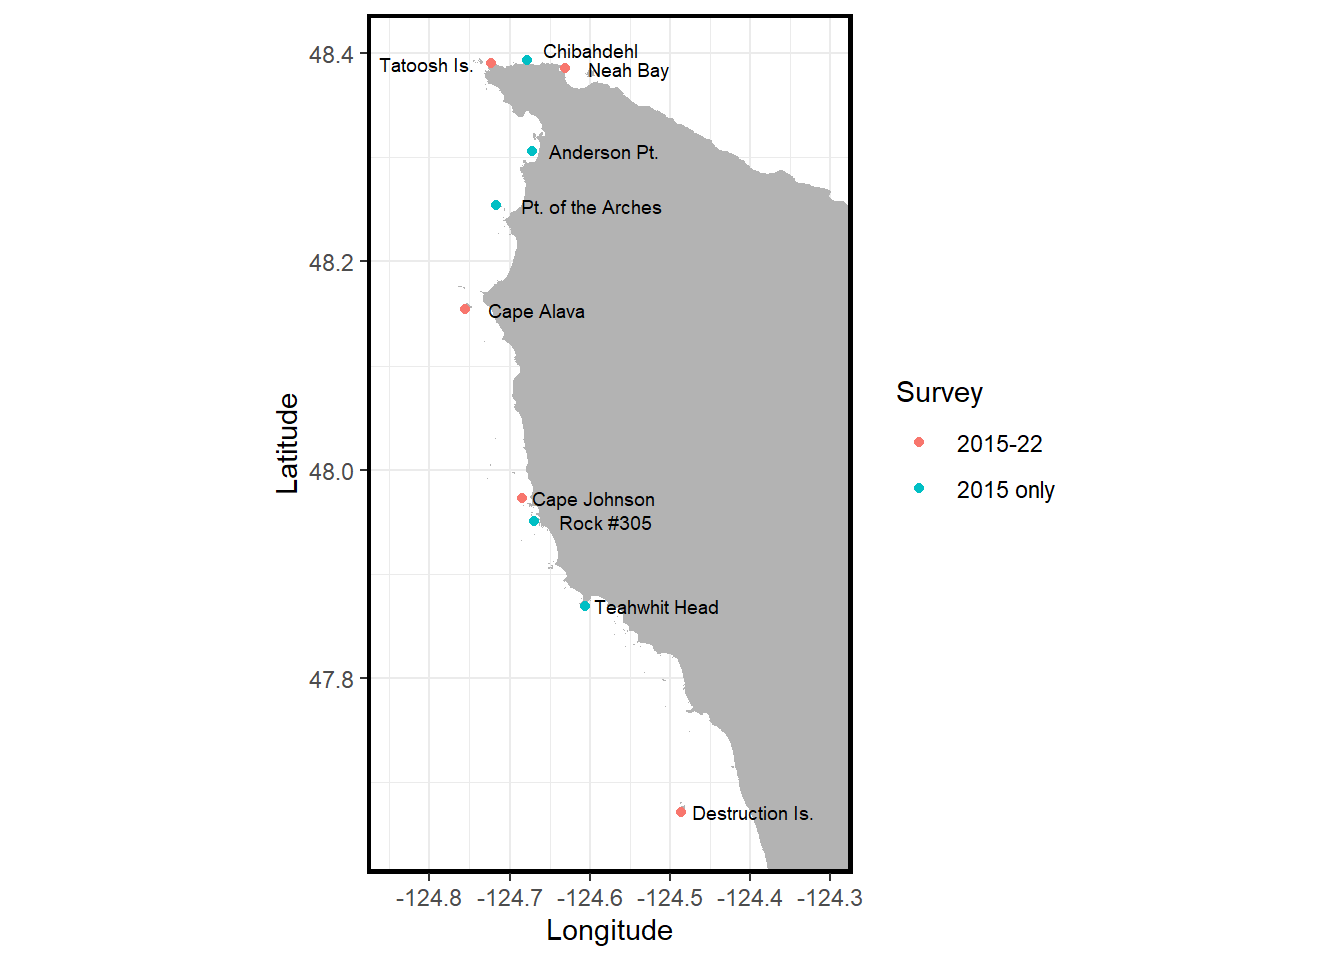 48.4
48.2
48.0
47.8
Latitude
Chibahdehl
Tatoosh Is.
Neah Bay
Anderson Pt.
Pt. of the Arches
Cape Alava
Cape Johnson
Rock #305
Teahwhit Head
Destruction Is.
-124.8 -124.7 -124.6 -124.5 -124.4 -124.3
Longitude
Survey
2015-22
2015 only